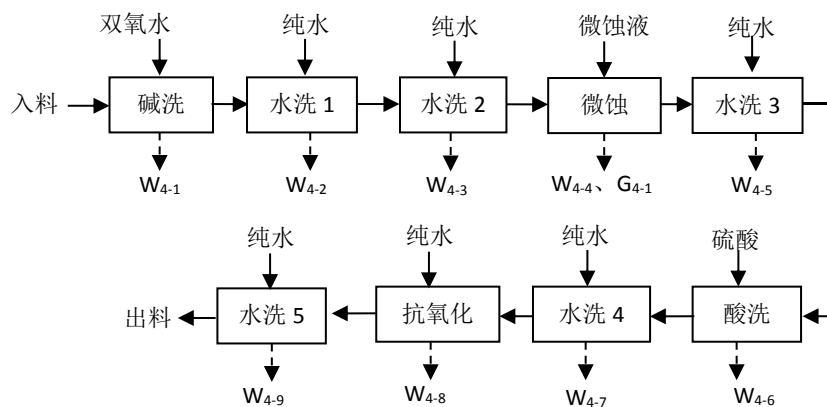 双氧水 纯水 纯水 微蚀液 纯水
入料 碱洗 水洗 1 水洗 2 微蚀 水洗 3
W4-1 W4-2 W4-3 W4-4、G4-1 W4-5
纯水 纯水 纯水 硫酸
出料 水洗 5 抗氧化 水洗 4 酸洗
W4-9 W4-8 W4-7 W4-6